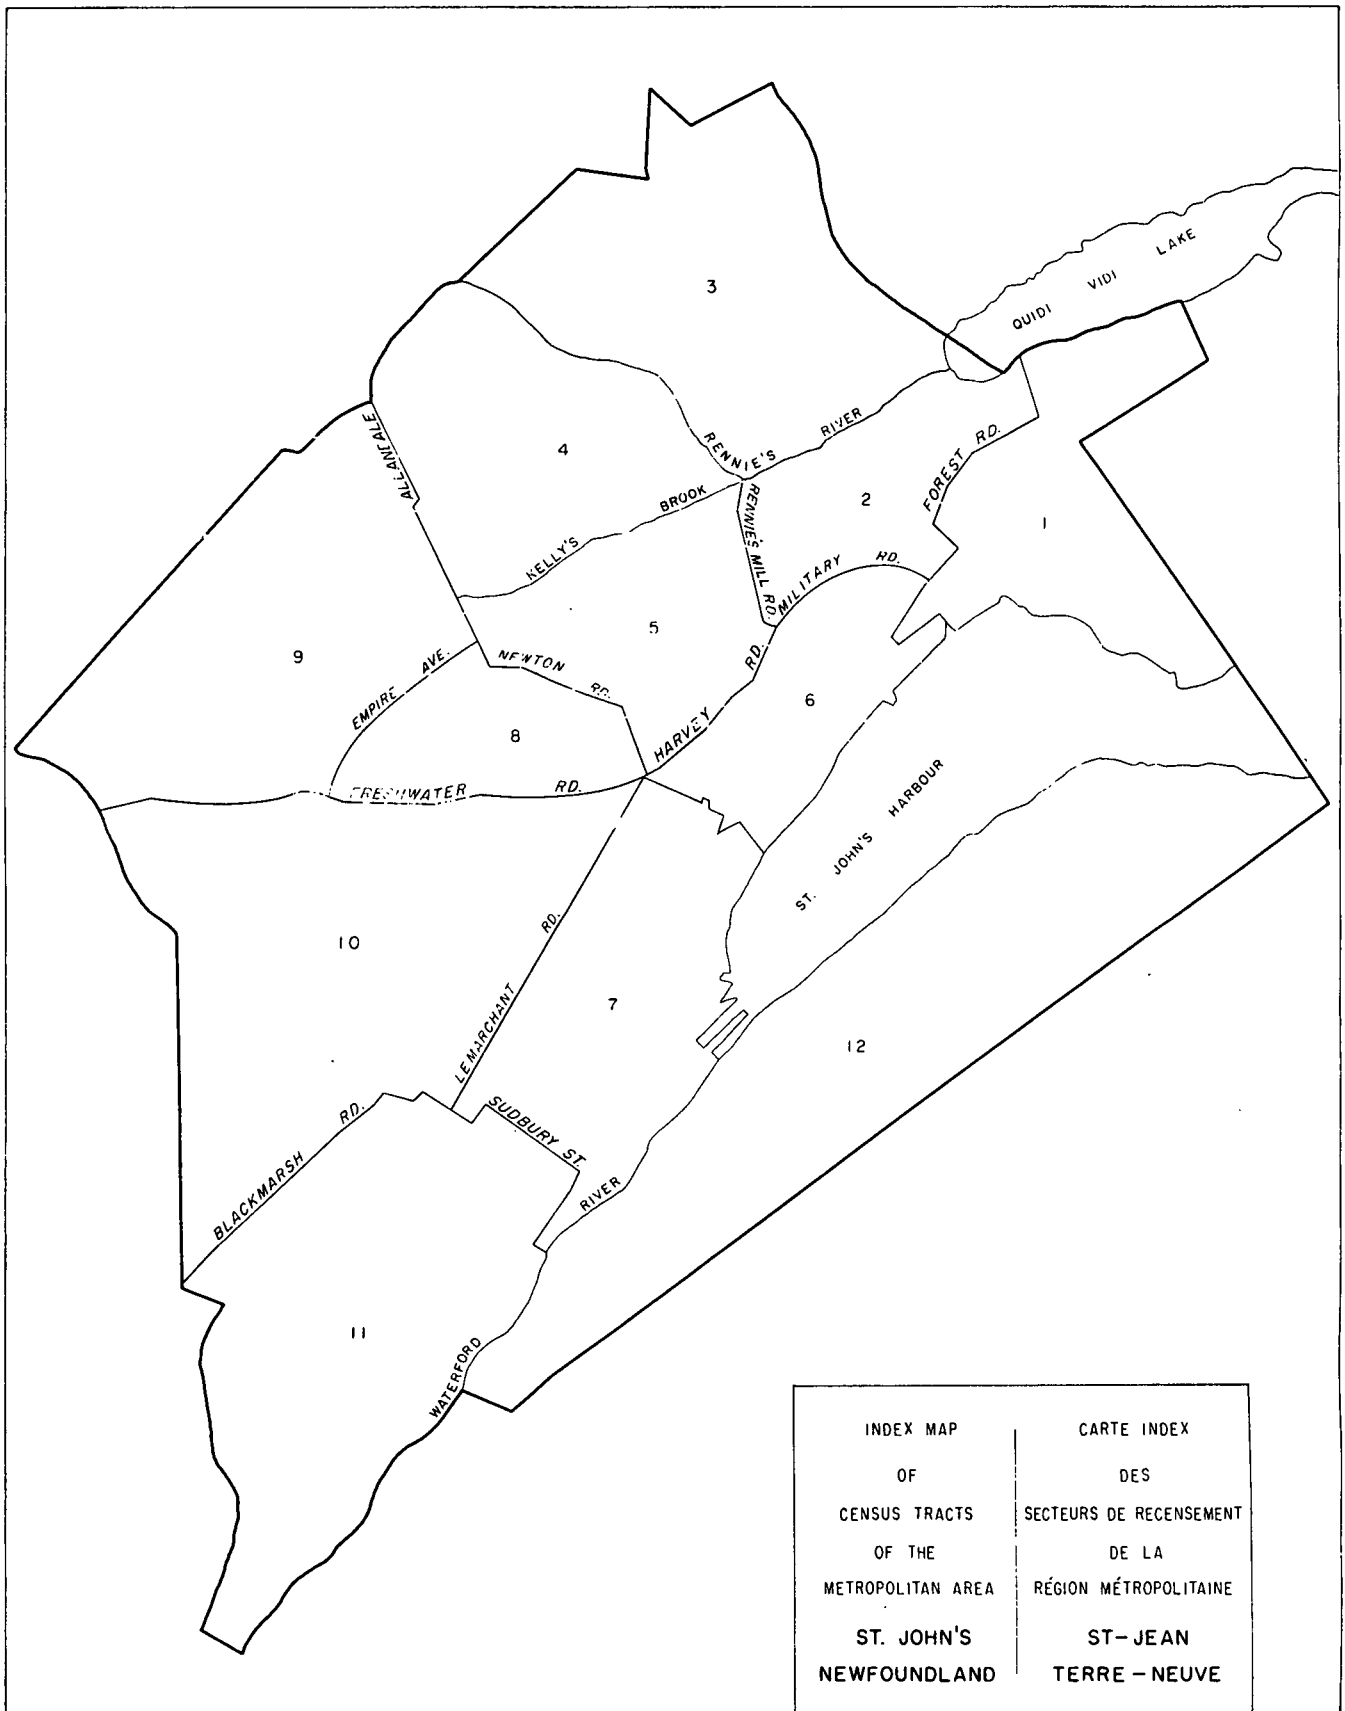 3
QUIDI VIDI LAKE
ALLANDALE
4
RENNIE'S RIVER
KELLY'S BROOK
RENNIE'S MILL RD.
2
FOREST RD.
1
MILITARY RD.
5
9
EMPIRE AVE.
NEWTON RD.
8
HARVEY RD.
6
FRESHWATER RD.
ST. JOHN'S HARBOUR
10
LEMARCHANT RD.
7
12
BLACKMARSH RD.
SUDBURY ST.
11
WATERFORD RIVER
INDEX MAP
OF
CENSUS TRACTS
OF THE
METROPOLITAN AREA
ST. JOHN'S
NEWFOUNDLAND
CARTE INDEX
DES
SECTEURS DE RECENSEMENT
DE LA
RÉGION MÉTROPOLITAINE
ST-JEAN
TERRE-NEUVE